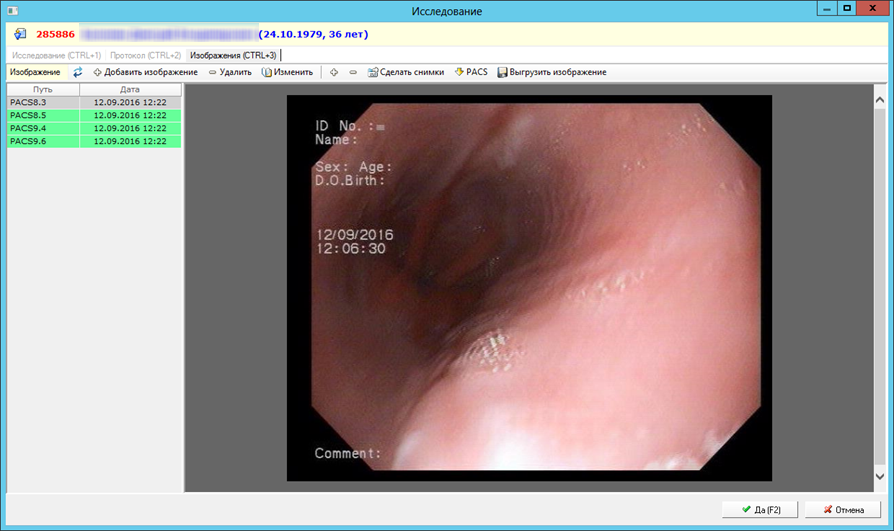 Исследование
285886 (24.10.1979, 36 лет)
Исследование (CTRL+1) Протокол (CTRL+2) Изображения (CTRL+3)
Изображение Добавить изображение Удалить Изменить Сделать снимки PACS Выгрузить изображение
Путь Дата
PACS8.3 12.09.2016 12:22
PACS8.5 12.09.2016 12:22
PACS9.4 12.09.2016 12:22
PACS9.6 12.09.2016 12:22
ID No. :
Name:
Sex: Age:
D.O.Birth:
12/09/2016
12:06:30
Comment:
Да (F2) Отмена